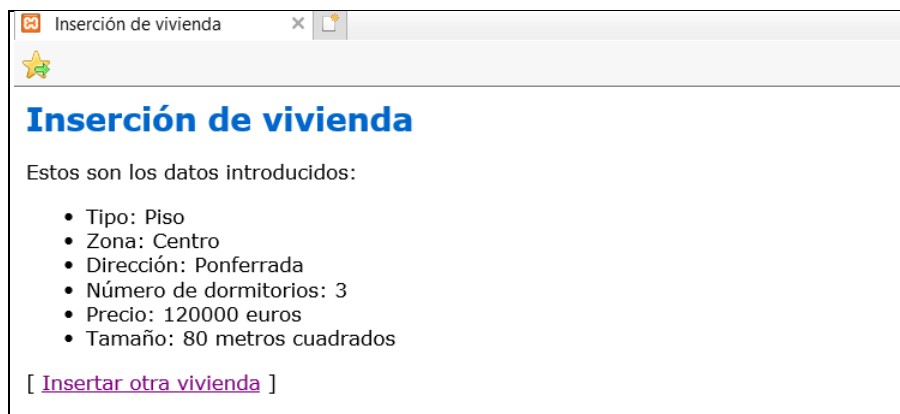 Inserción de vivienda
Inserción de vivienda
Estos son los datos introducidos:
• Tipo: Piso
• Zona: Centro
• Dirección: Ponferrada
• Número de dormitorios: 3
• Precio: 120000 euros
• Tamaño: 80 metros cuadrados
[ Insertar otra vivienda ]